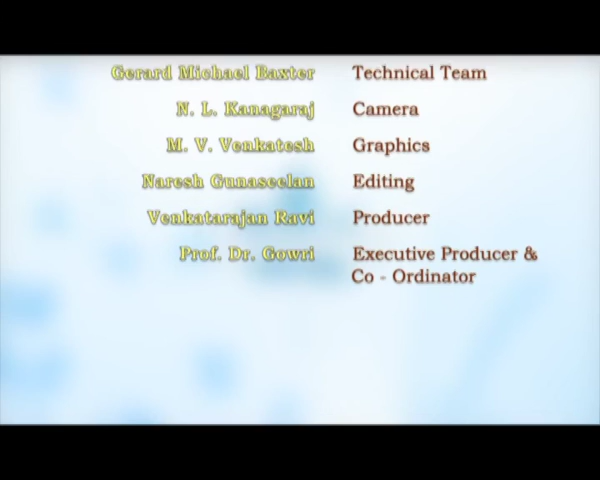 Gerard Michael Baxter Technical Team
N. L. Kanagaraj Camera
M. V. Venkatesh Graphics
Naresh Gunaseelan Editing
Venkatarajan Ravi Producer
Prof. Dr. Gowri Executive Producer &
Co - Ordinator